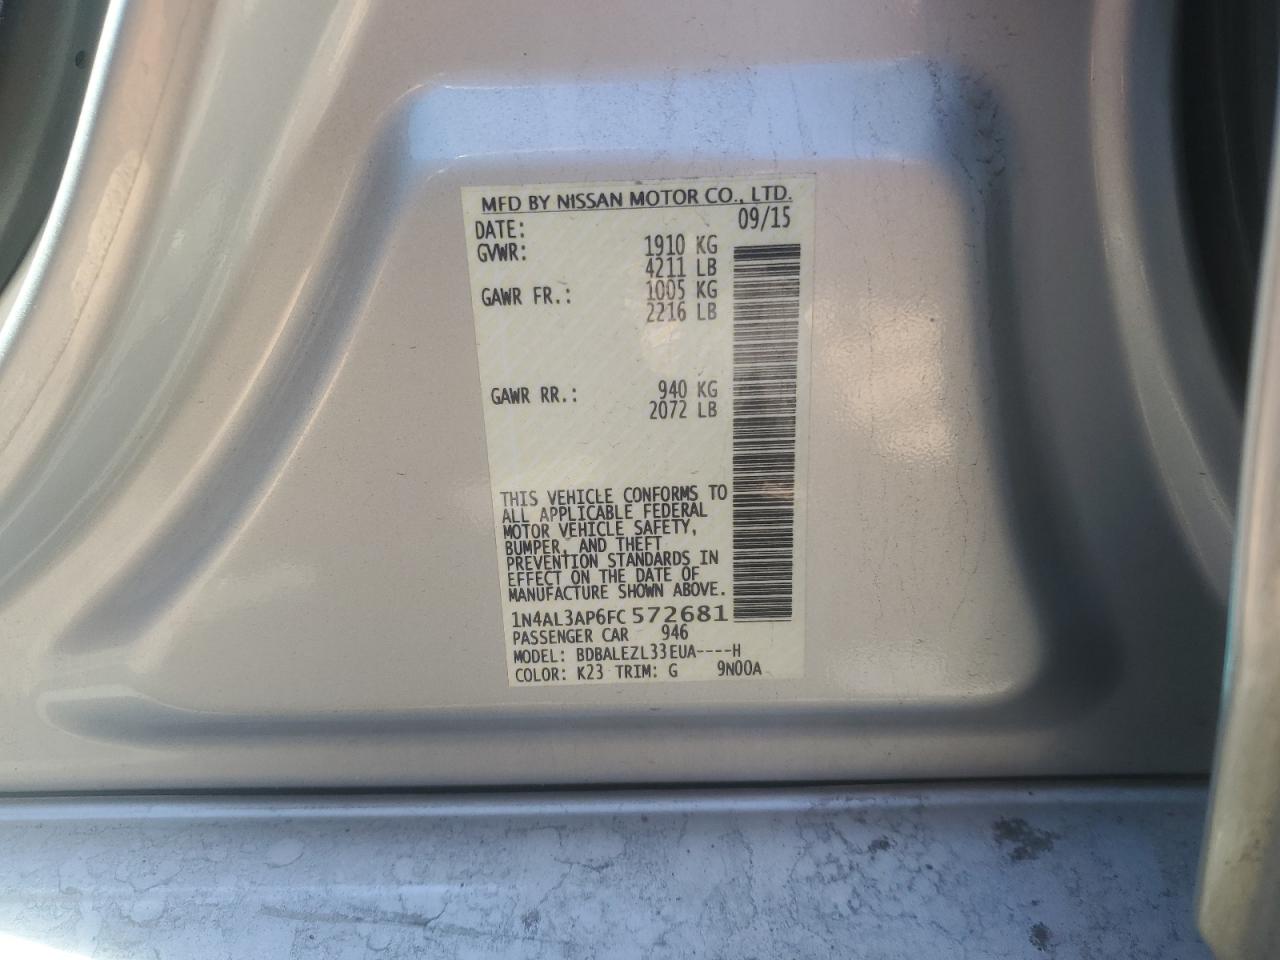 MFD BY NISSAN MOTOR CO., LTD.
DATE: 09/15
GVWR: 1910 KG
4211 LB
GAWR FR.: 1005 KG
2216 LB
GAWR RR.: 940 KG
2072 LB
THIS VEHICLE CONFORMS TO
ALL APPLICABLE FEDERAL
MOTOR VEHICLE SAFETY,
BUMPER, AND THEFT
PREVENTION STANDARDS IN
EFFECT ON THE DATE OF
MANUFACTURE SHOWN ABOVE.
1N4AL3AP6FC572681
PASSENGER CAR 946
MODEL: BDBALEZL33EUA----H
COLOR: K23 TRIM: G 9N00A